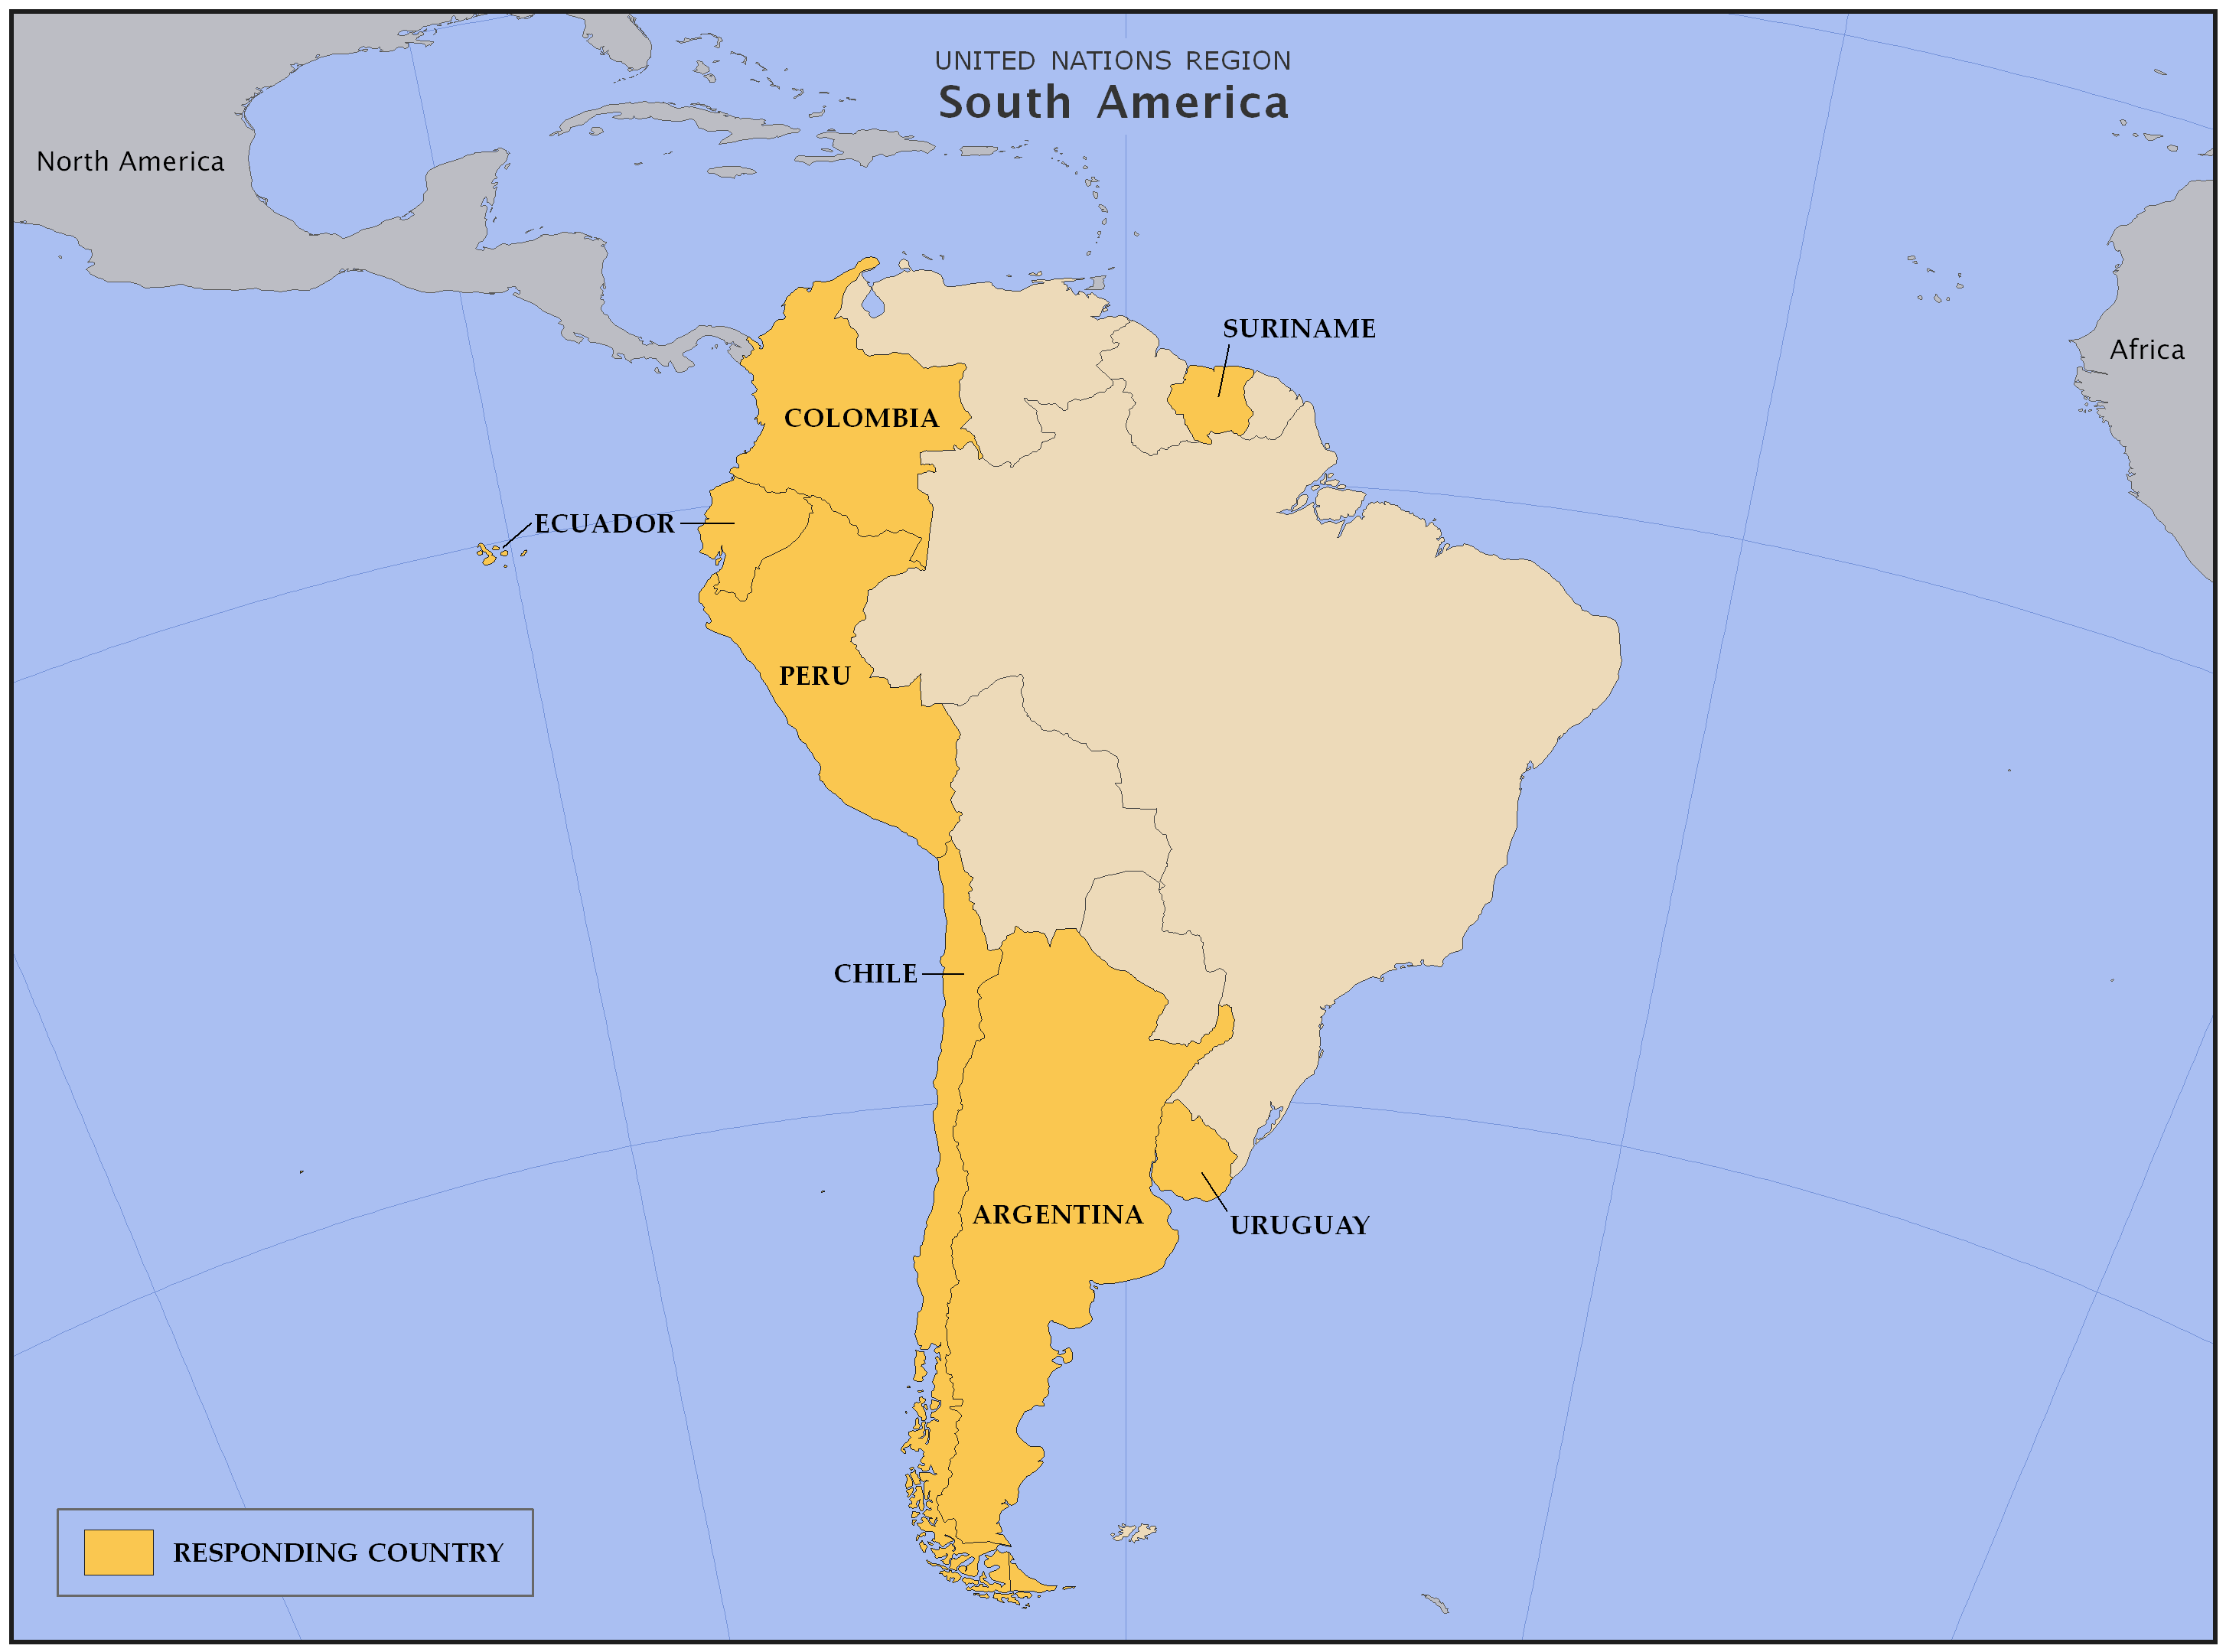 UNITED NATIONS REGION
South America
North America
Africa
SURINAME
COLOMBIA
ECUADOR
PERU
CHILE
ARGENTINA
URUGUAY
RESPONDING COUNTRY